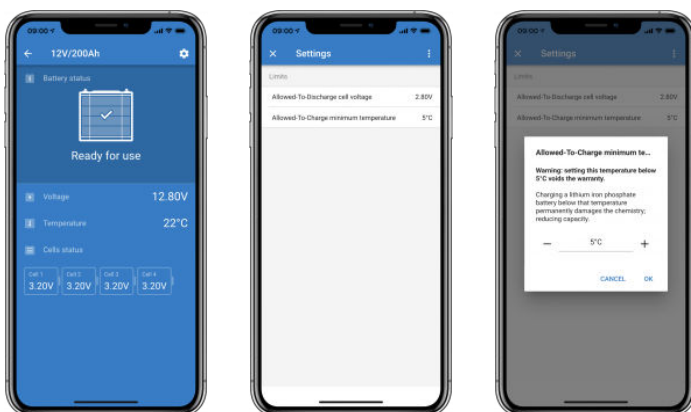 09:00
12V/200Ah
Battery status
Ready for use
Voltage 12.80V
Temperature 22°C
Cells status
Cell 1 Cell 2 Cell 3 Cell 4
3.20V 3.20V 3.20V 3.20V
09:00
Settings
Limits
Allowed-To-Discharge cell voltage 2.80V
Allowed-To-Charge minimum temperature 5°C
09:00
Settings
Limits
Allowed-To-Discharge cell voltage 2.80V
Allowed-To-Charge minimum temperature 5°C
Allowed-To-Charge minimum te...
Warning: setting this temperature below
5°C voids the warranty.
Charging a lithium iron phosphate
battery below that temperature
permanently damages the chemistry,
reducing capacity.
5°C
CANCEL OK